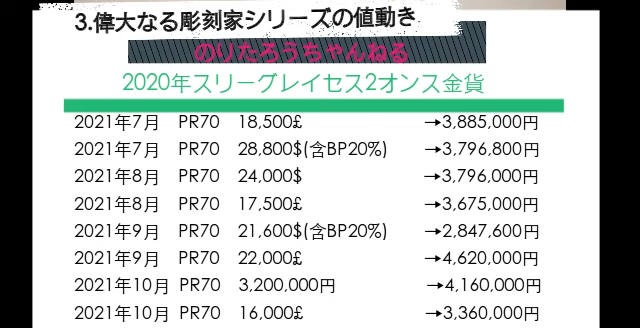 3.偉大なる彫刻家シリーズの値動き
のりたろうちゃんねる
2020年スリーグレイセス2オンス金貨
2021年7月 PR70 18,500£ →3,885,000円
2021年7月 PR70 28,800$(含BP20%) →3,796,800円
2021年8月 PR70 24,000$ →3,796,000円
2021年8月 PR70 17,500£ →3,675,000円
2021年9月 PR70 21,600$(含BP20%) →2,847,600円
2021年9月 PR70 22,000£ →4,620,000円
2021年10月 PR70 3,200,000円 →4,160,000円
2021年10月 PR70 16,000£ →3,360,000円